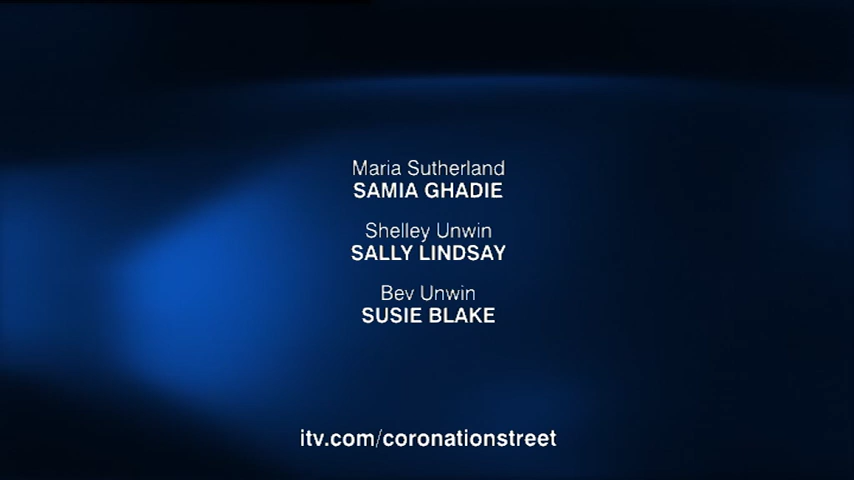 Maria Sutherland
SAMIA GHADIE
Shelley Unwin
SALLY LINDSAY
Bev Unwin
SUSIE BLAKE
itv.com/coronationstreet